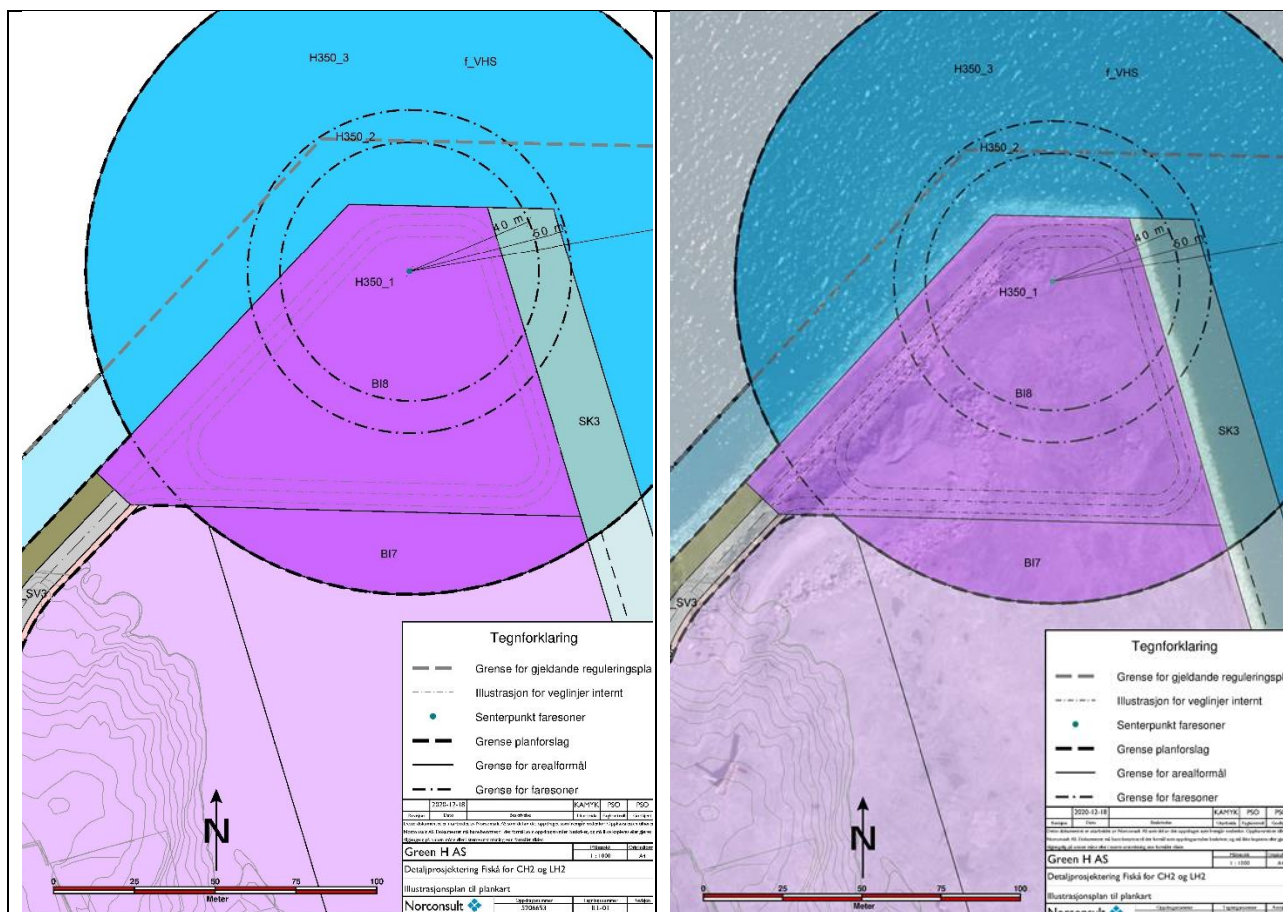 H350_3
f_VHS
H350_2
40 m
50 m
H350_1
BI8
SK3
BI7
SV3
Tegnforklaring
Grense for gjeldande reguleringspla
Illustrasjon for veglinjer internt
Senterpunkt faresoner
Grense planforslag
Grense for arealformål
Grense for faresoner
2020-12-18 KAMYK PSO PSO
Green H AS
1 : 1000 A4
Detaljprosjektering Fiskå for CH2 og LH2
Illustrasjonsplan til plankart
Norconsult
N
0 25 50 75 100
Meter
H350_3
f_VHS
H350_2
40 m
H350_1
BI8
SK3
BI7
SV3
Tegnforklaring
Grense for gjeldande reguleringspl
Illustrasjon for veglinjer internt
Senterpunkt faresoner
Grense planforslag
Grense for arealformål
Grense for faresoner
2020-12-18 KAMYK PSO
Green H AS
1 : 1000 A4
Detaljprosjektering Fiskå for CH2 og LH2
Illustrasjonsplan til plankart
Norconsult
N
0 25 50 75 100
Meter